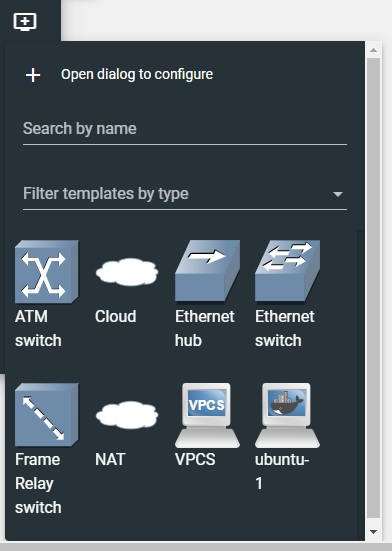 Open dialog to configure
Search by name
Filter templates by type
ATM
switch
Cloud
Ethernet
hub
Ethernet
switch
Frame
Relay
switch
NAT
VPCS
VPCS
ubuntu-
1